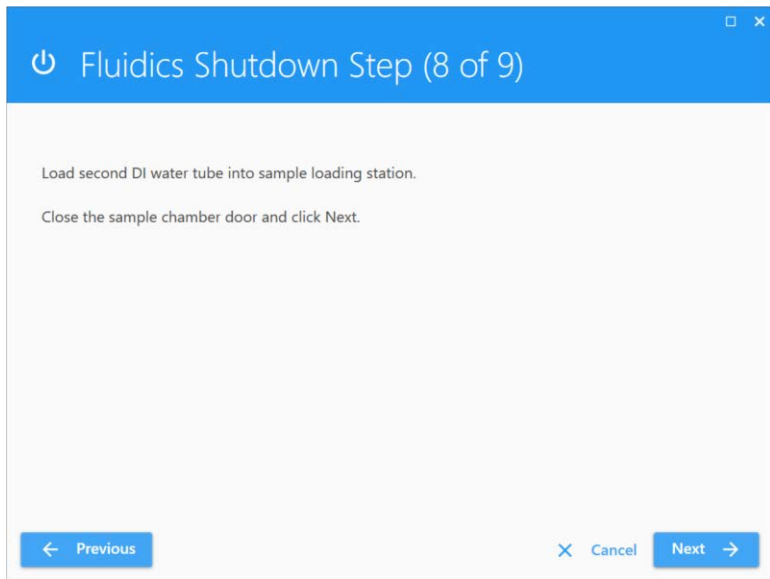 Fluidics Shutdown Step (8 of 9)
Load second DI water tube into sample loading station.
Close the sample chamber door and click Next.
Previous
Cancel
Next